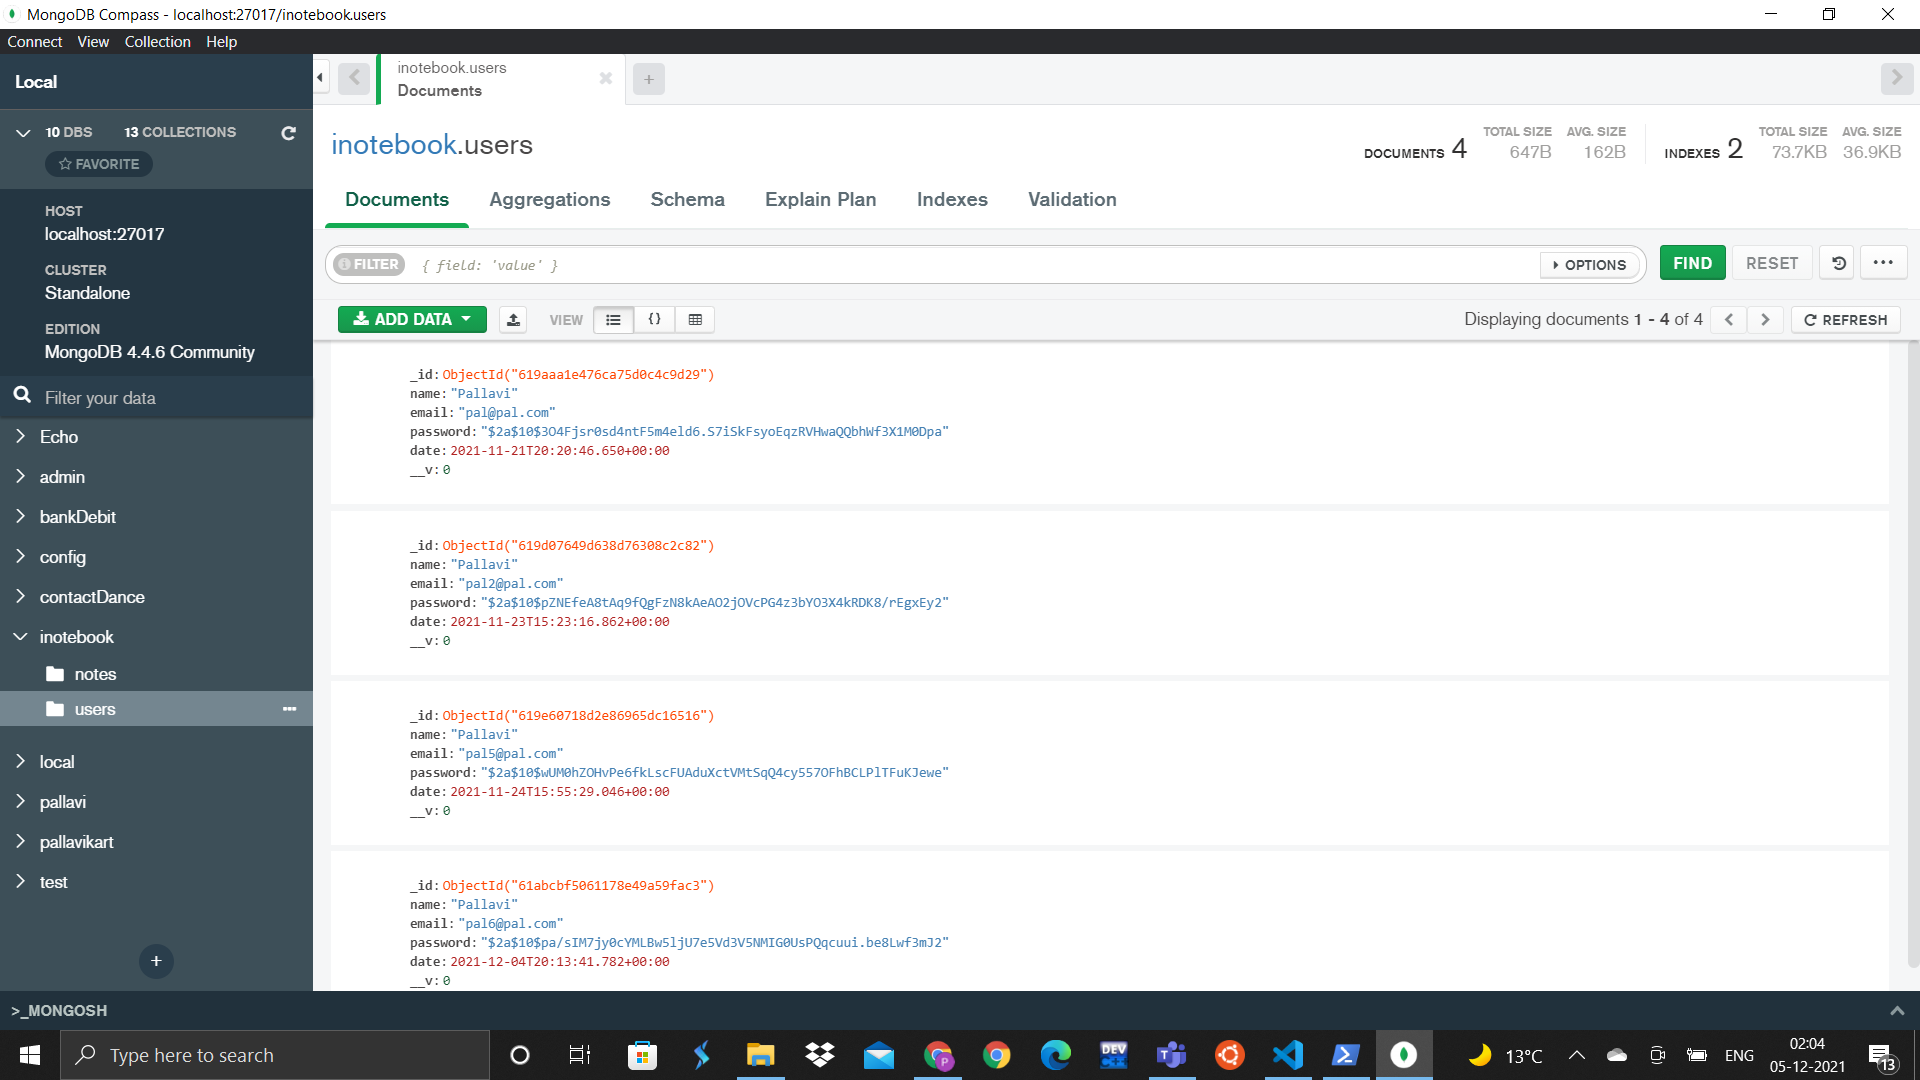 MongoDB Compass - localhost:27017/inotebook.users
Connect View Collection Help
Local
10 DBS 13 COLLECTIONS
FAVORITE
HOST
localhost:27017
CLUSTER
Standalone
EDITION
MongoDB 4.4.6 Community
Filter your data
Echo
admin
bankDebit
config
contactDance
inotebook
notes
users
local
pallavi
pallavikart
test
+
inotebook.users
Documents
+
inotebook.users
DOCUMENTS 4
TOTAL SIZE 647B
AVG. SIZE 162B
INDEXES 2
TOTAL SIZE 73.7KB
AVG. SIZE 36.9KB
Documents Aggregations Schema Explain Plan Indexes Validation
FILTER { field: 'value' } OPTIONS FIND RESET ...
ADD DATA VIEW {} Displaying documents 1 - 4 of 4 REFRESH
_id: ObjectId("619aaa1e476ca75d0c4c9d29")
name: "Pallavi"
email: "pal@pal.com"
password: "$2a$10$3O4Fjsr0sd4ntF5m4eld6.S7iSkFsyoEqzRVHwaQQbhWf3X1M0Dpa"
date: 2021-11-21T20:20:46.650+00:00
__v: 0
_id: ObjectId("619d07649d638d76308c2c82")
name: "Pallavi"
email: "pal2@pal.com"
password: "$2a$10$pZNEfeA8tAq9fQgFzN8kAeAO2jOVcPG4z3bYO3X4kRDK8/rEgxEy2"
date: 2021-11-23T15:23:16.862+00:00
__v: 0
_id: ObjectId("619e60718d2e86965dc16516")
name: "Pallavi"
email: "pal5@pal.com"
password: "$2a$10$wUM0hZOHvPe6fkLscFUAduXctVMtSqQ4cy557OFhBCLPlTFuKJewe"
date: 2021-11-24T15:55:29.046+00:00
__v: 0
_id: ObjectId("61abcbf5061178e49a59fac3")
name: "Pallavi"
email: "pal6@pal.com"
password: "$2a$10$pa/sIM7jy0cYMLBw5ljU7e5Vd3V5NMIG0UsPQqcuui.be8Lwf3mJ2"
date: 2021-12-04T20:13:41.782+00:00
__v: 0
>_MONGOSH
Type here to search
DEV C++
13°C
ENG
02:04
05-12-2021
13